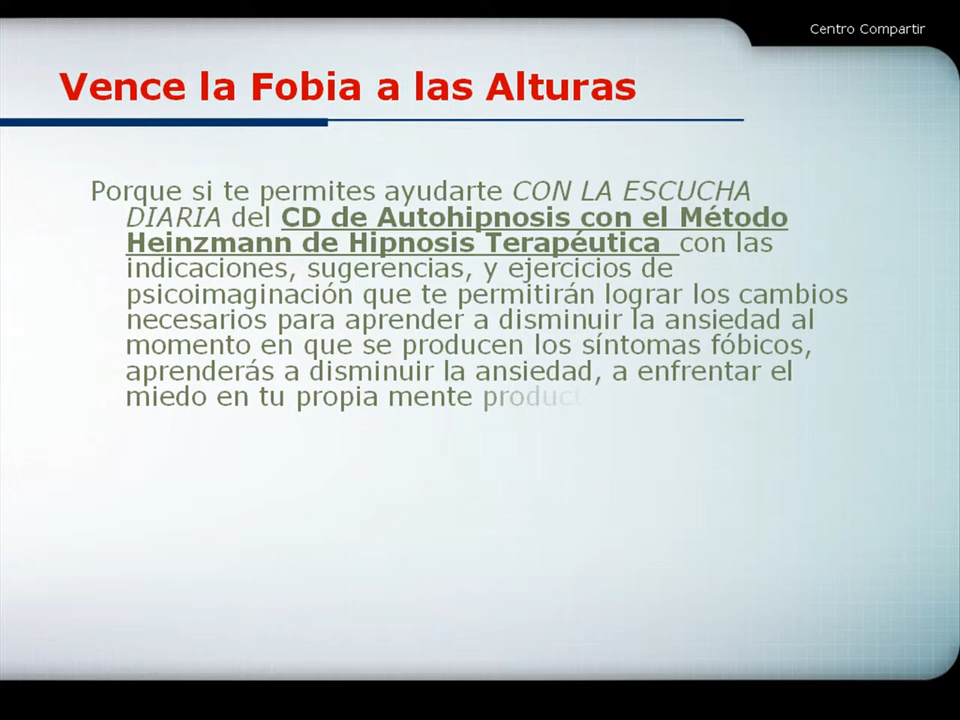 Centro Compartir
Vence la Fobia a las Alturas
Porque si te permites ayudarte CON LA ESCUCHA
DIARIA del CD de Autohipnosis con el Método
Heinzmann de Hipnosis Terapéutica con las
indicaciones, sugerencias, y ejercicios de
psicoimaginación que te permitirán lograr los cambios
necesarios para aprender a disminuir la ansiedad al
momento en que se producen los síntomas fóbicos,
aprenderás a disminuir la ansiedad, a enfrentar el
miedo en tu propia mente product